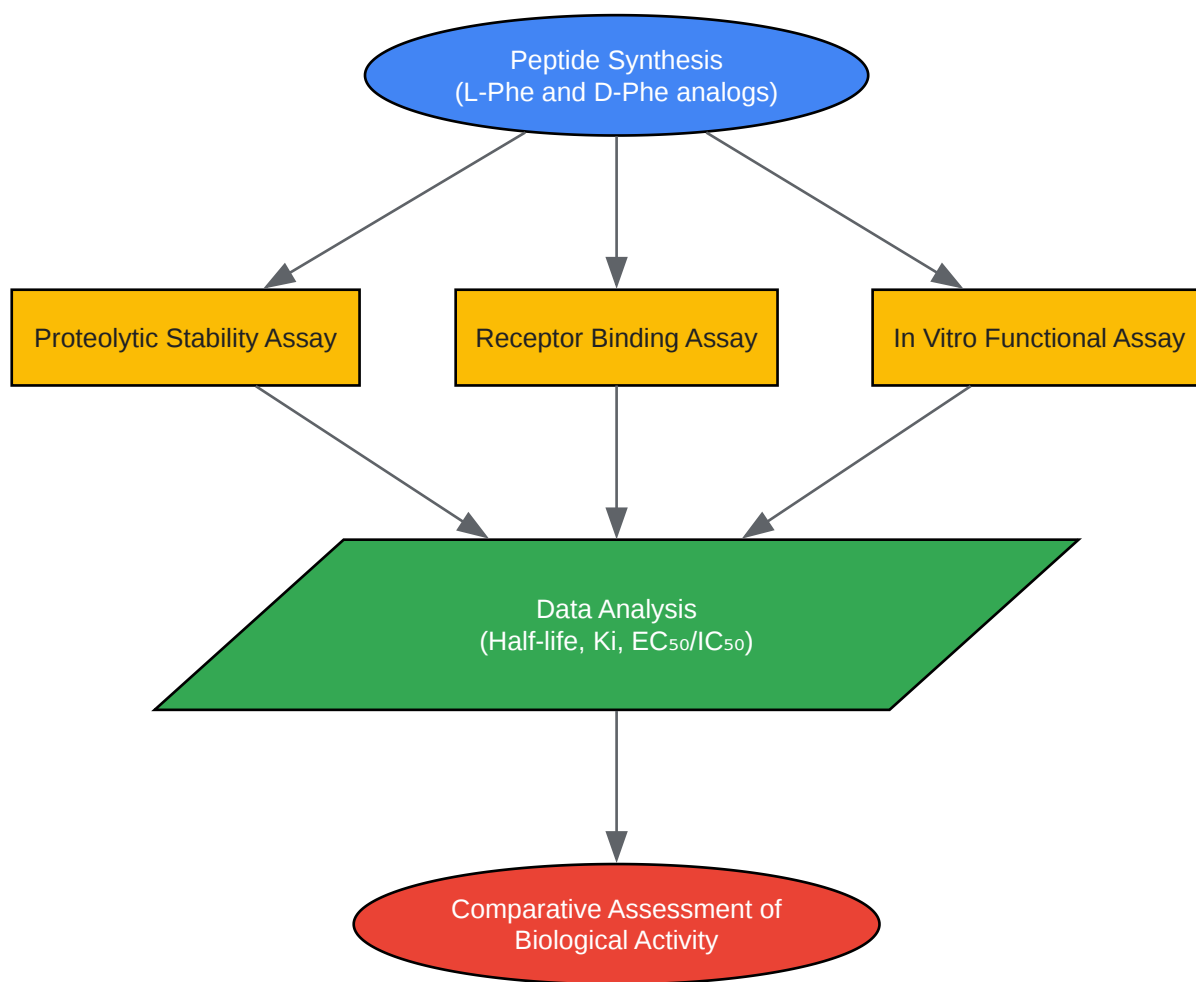 Peptide Synthesis
(L-Phe and D-Phe analogs)
Proteolytic Stability Assay
Receptor Binding Assay
In Vitro Functional Assay
Data Analysis
(Half-life, Ki, EC₅₀/IC₅₀)
Comparative Assessment of
Biological Activity